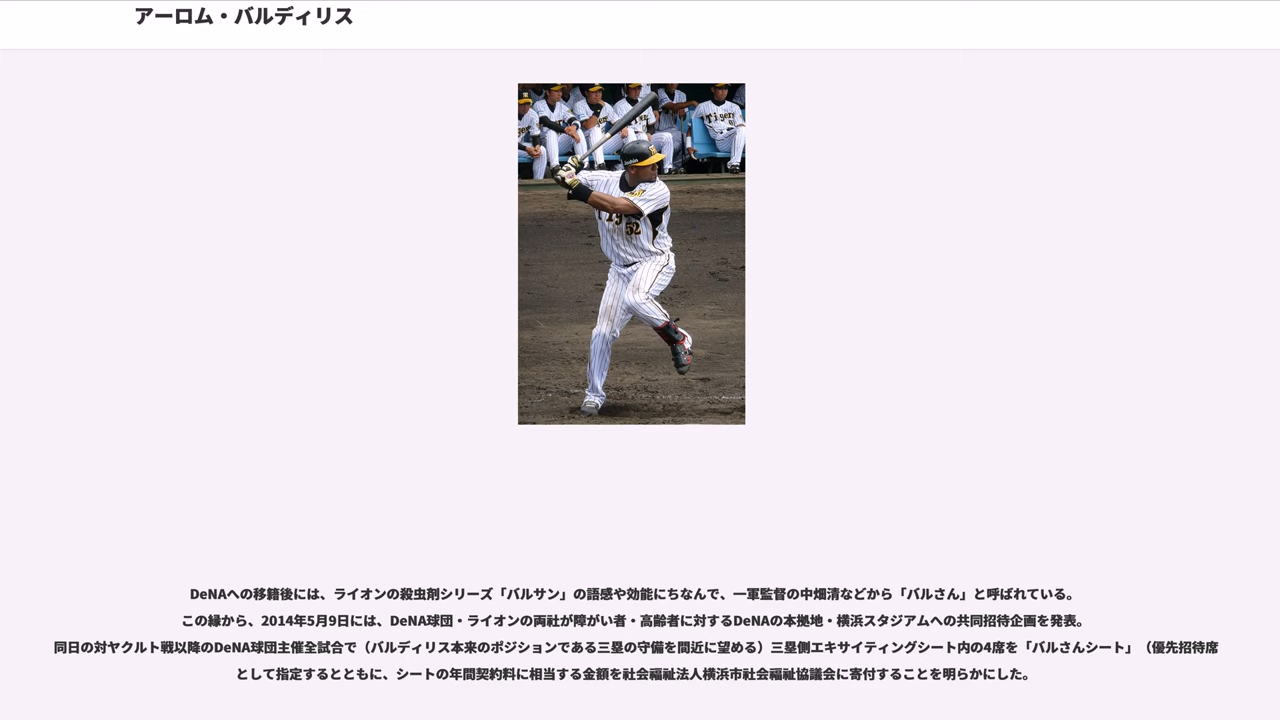 アーロム・バルディリス
Tigers
52
DeNAへの移籍後には、ライオンの殺虫剤シリーズ「バルサン」の語感や効能にちなんで、一軍監督の中畑清などから「バルさん」と呼ばれている。
この縁から、2014年5月9日には、DeNA球団・ライオンの両社が障がい者・高齢者に対するDeNAの本拠地・横浜スタジアムへの共同招待企画を発表。
同日の対ヤクルト戦以降のDeNA球団主催全試合で（バルディリス本来のポジションである三塁の守備を間近に望める）三塁側エキサイティングシート内の4席を「バルさんシート」（優先招待席
として指定するとともに、シートの年間契約料に相当する金額を社会福祉法人横浜市社会福祉協議会に寄付することを明らかにした。